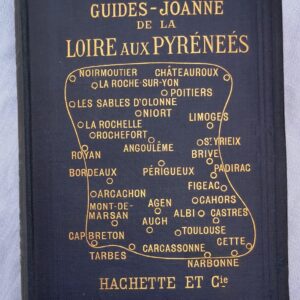 GUIDES-JOANNE
DE LA
LOIRE AUX PYRÉNEÉS
NOIRMOUTIER CHÂTEAUROUX
LA ROCHE-SUR-YON
POITIERS
LES SABLES D'OLONNE
NIORT
LA ROCHELLE LIMOGES
ROCHEFORT
ANGOULÊME ST YRIEIX
ROYAN BRIVE
BORDEAUX PÉRIGUEUX PADIRAC
FIGEAC
ARCACHON CAHORS
MONT-DE-MARSAN AGEN ALBI CASTRES
AUCH TOULOUSE
CAP BRETON CETTE
TARBES CARCASSONNE
NARBONNE
HACHETTE ET Cie